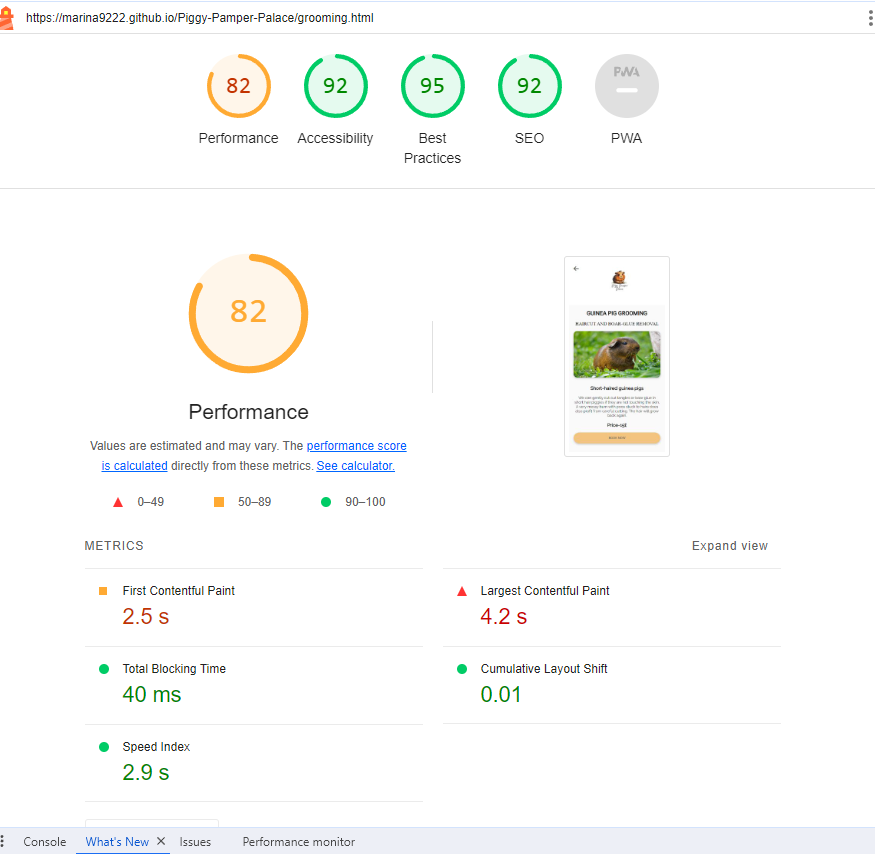 https://marina9222.github.io/Piggy-Pamper-Palace/grooming.html
82
92
95
92
PWA
Performance
Accessibility
Best
Practices
SEO
PWA
82
Performance
Values are estimated and may vary. The performance score
is calculated directly from these metrics. See calculator.
0–49
50–89
90–100
GUINEA PIG GROOMING
HAIRCUT AND BOAR GLUE REMOVAL
Short-haired guinea pigs
METRICS
Expand view
First Contentful Paint
2.5 s
Largest Contentful Paint
4.2 s
Total Blocking Time
40 ms
Cumulative Layout Shift
0.01
Speed Index
2.9 s
Console
What's New
Issues
Performance monitor